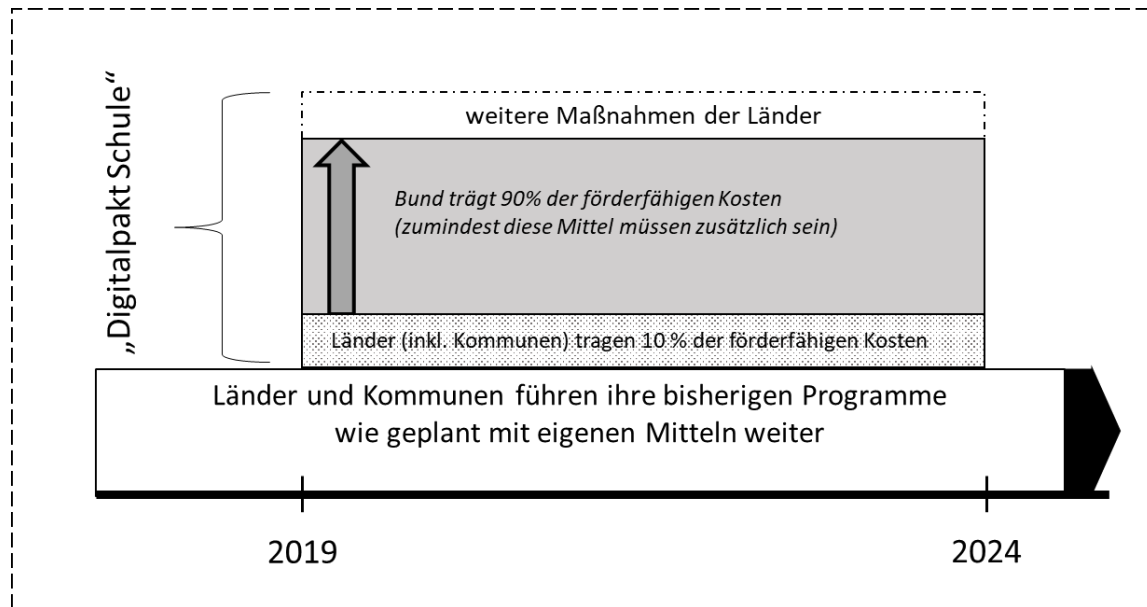 „Digitalpakt Schule“
weitere Maßnahmen der Länder
Bund trägt 90% der förderfähigen Kosten
(zumindest diese Mittel müssen zusätzlich sein)
Länder (inkl. Kommunen) tragen 10 % der förderfähigen Kosten
Länder und Kommunen führen ihre bisherigen Programme
wie geplant mit eigenen Mitteln weiter
2019
2024